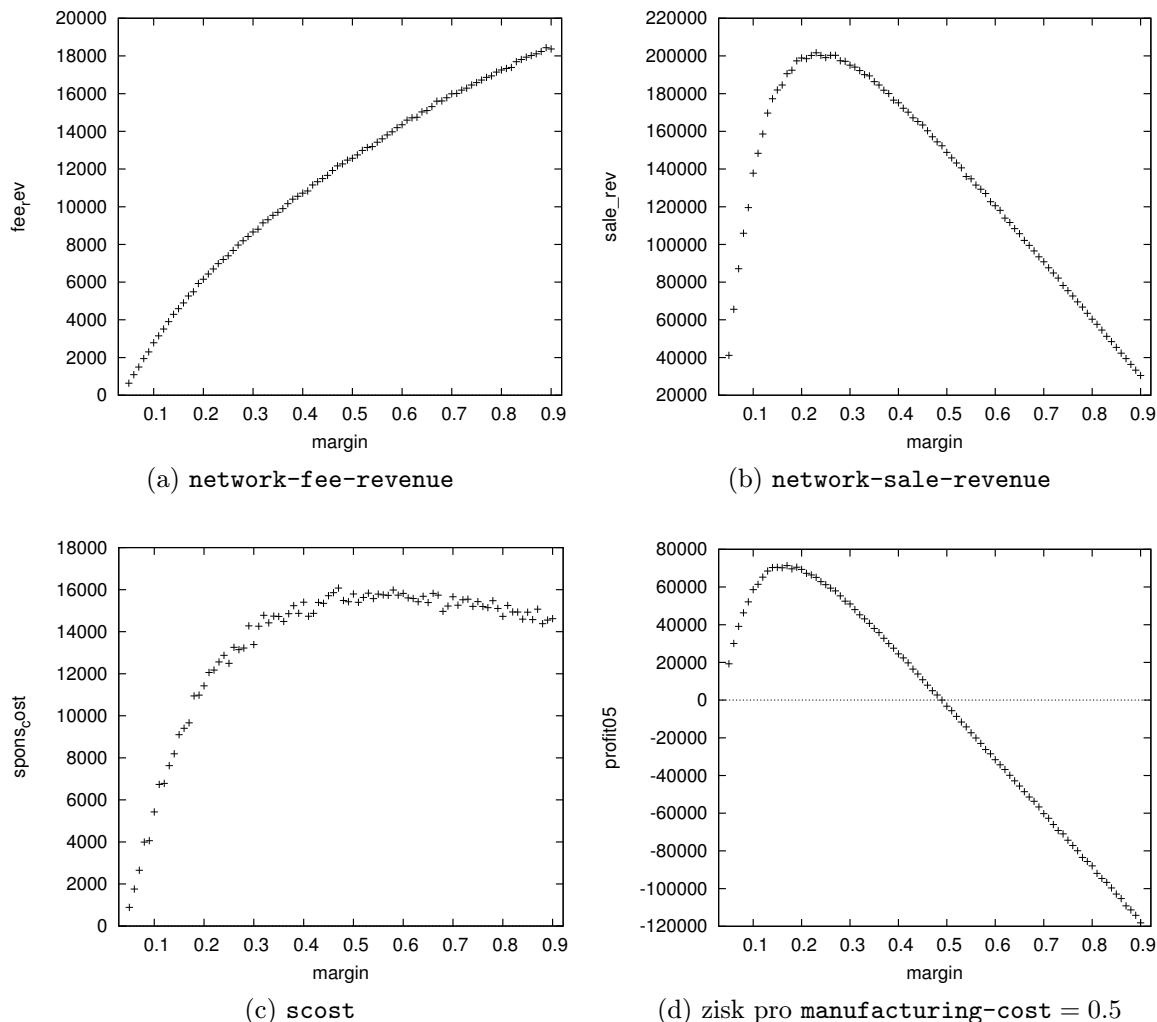 20000
18000
16000
14000
12000
10000
8000
6000
4000
2000
0
fee_rev
0.1 0.2 0.3 0.4 0.5 0.6 0.7 0.8 0.9
margin
(a) network-fee-revenue
220000
200000
180000
160000
140000
120000
100000
80000
60000
40000
20000
sale_rev
0.1 0.2 0.3 0.4 0.5 0.6 0.7 0.8 0.9
margin
(b) network-sale-revenue
18000
16000
14000
12000
10000
8000
6000
4000
2000
0
spons_cost
0.1 0.2 0.3 0.4 0.5 0.6 0.7 0.8 0.9
margin
(c) scost
80000
60000
40000
20000
0
-20000
-40000
-60000
-80000
-100000
-120000
profit05
0.1 0.2 0.3 0.4 0.5 0.6 0.7 0.8 0.9
margin
(d) zisk pro manufacturing-cost = 0.5